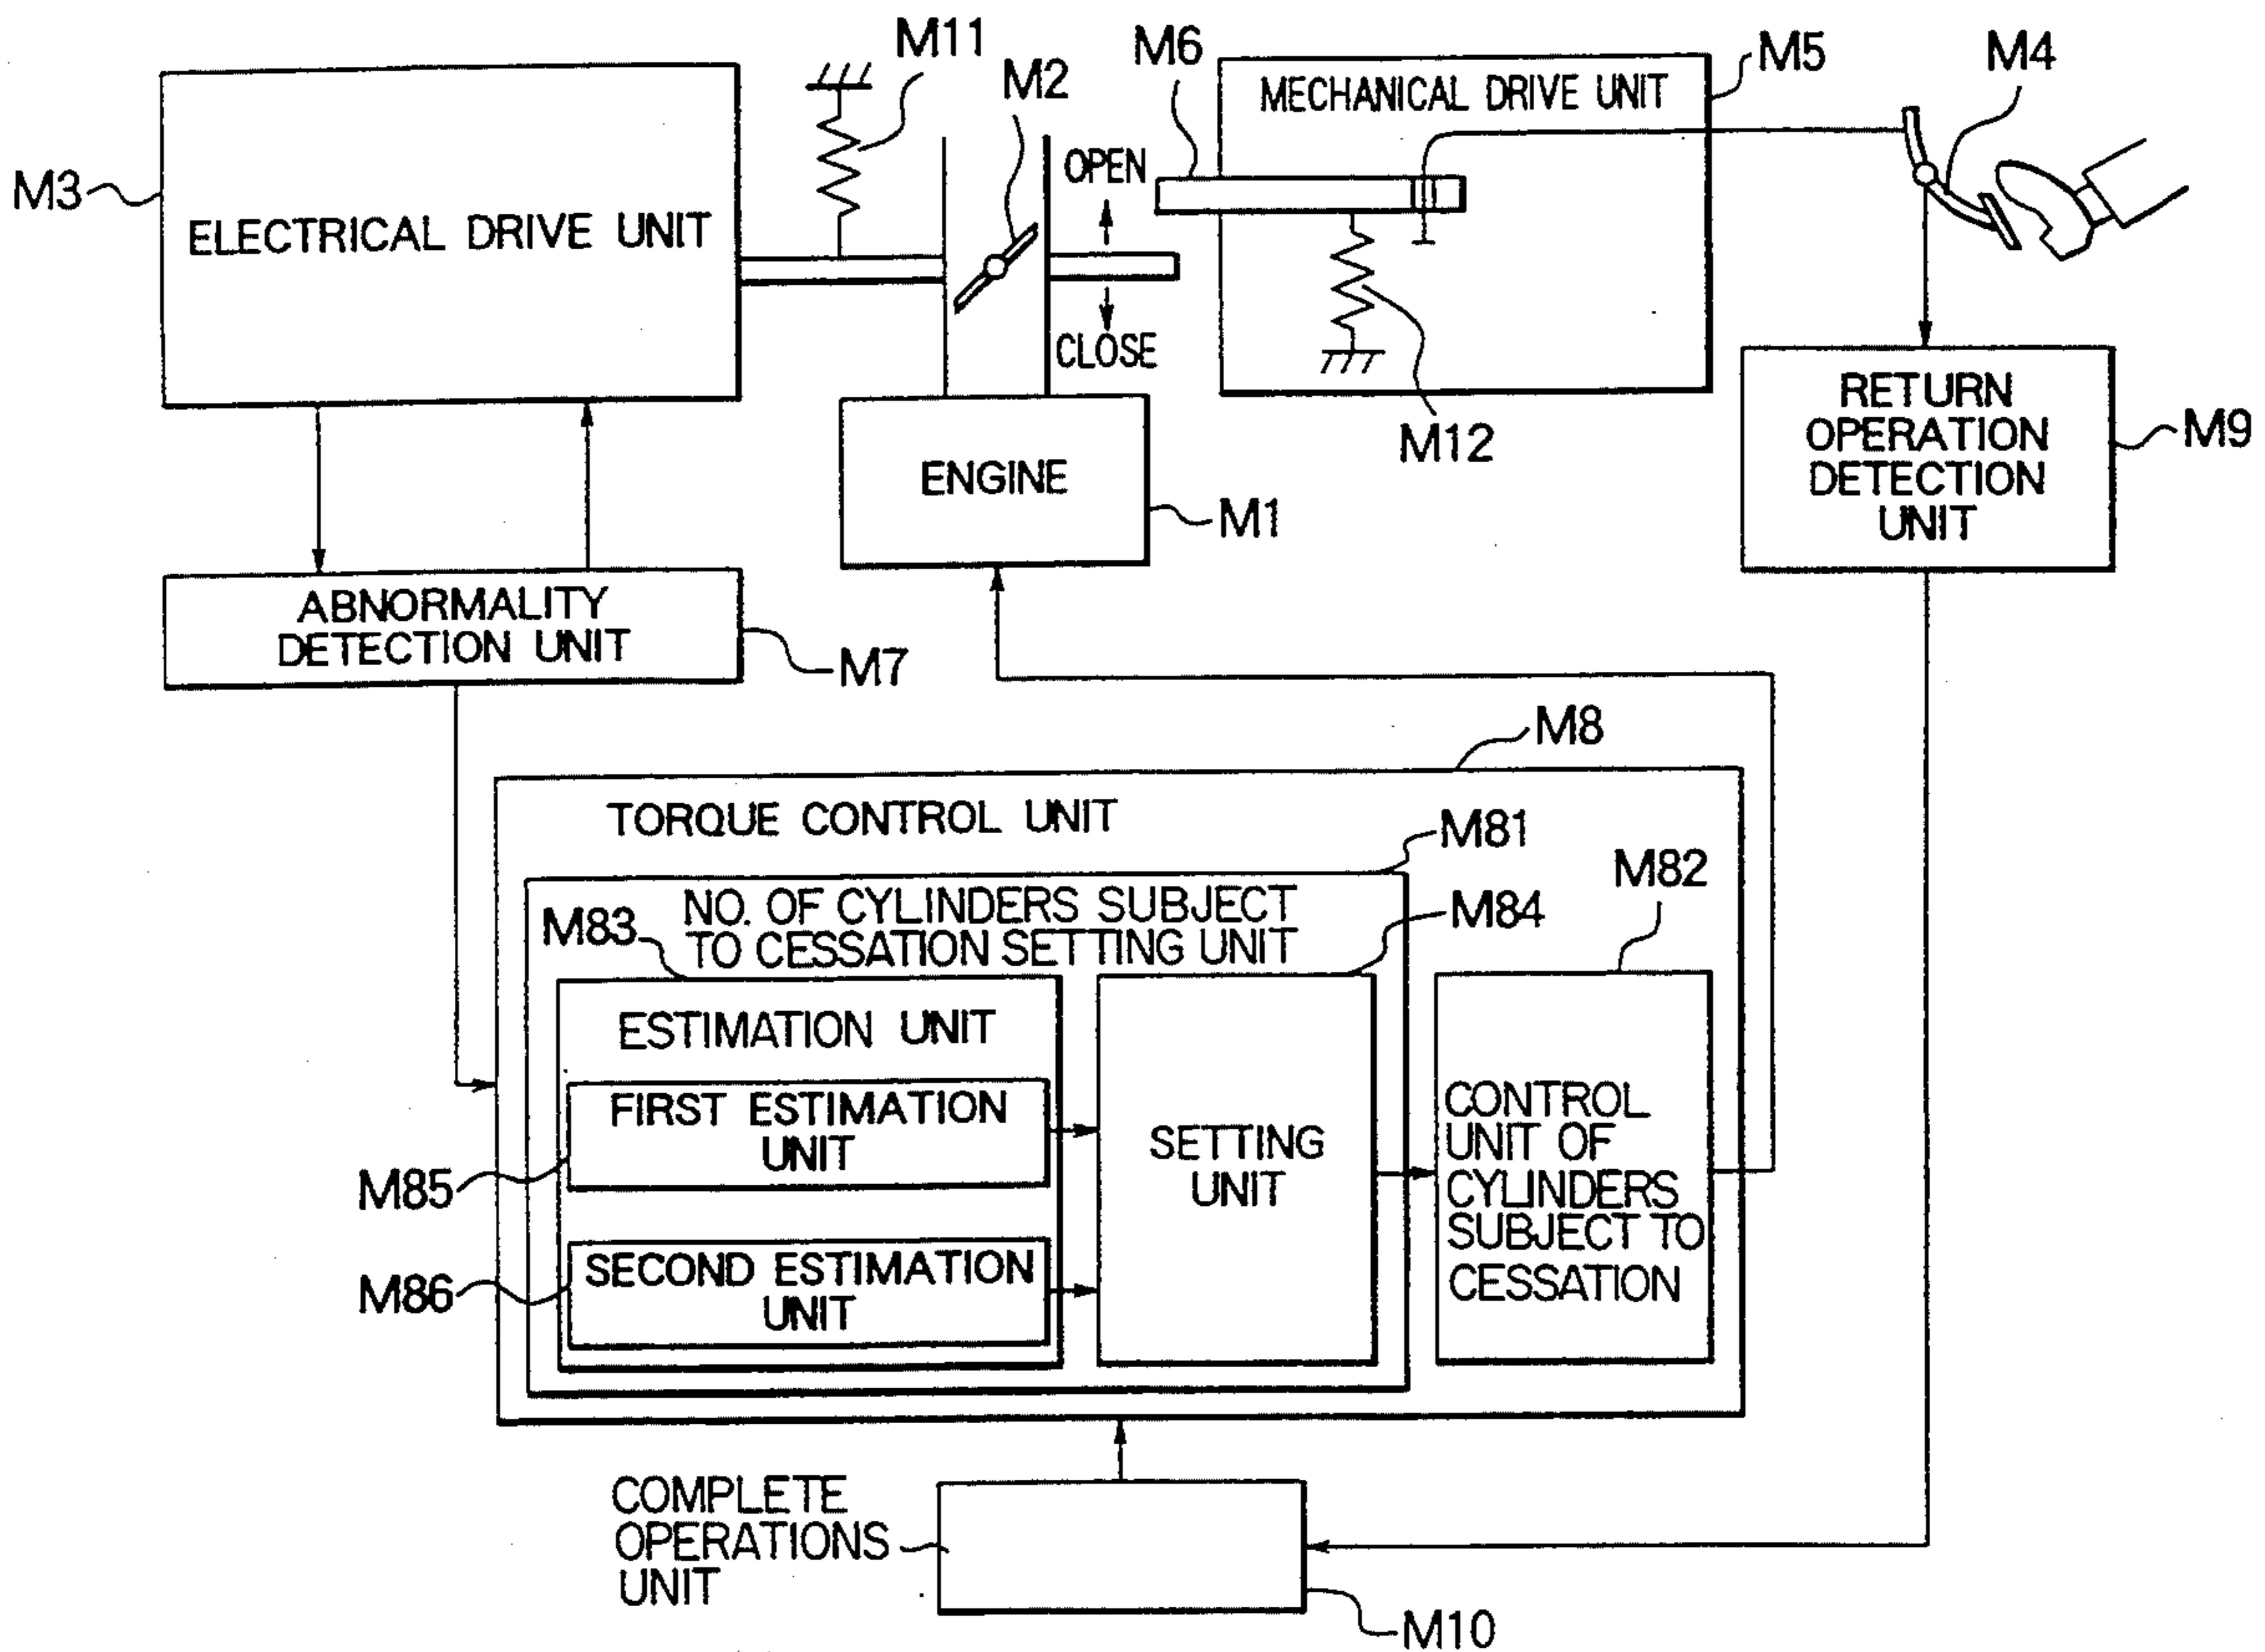 M11
M2
M6
M5
M4
MECHANICAL DRIVE UNIT
OPEN
M3
ELECTRICAL DRIVE UNIT
CLOSE
M12
RETURN
OPERATION
DETECTION
UNIT
M9
ENGINE
M1
ABNORMALITY
DETECTION UNIT
M7
M8
TORQUE CONTROL UNIT
M81
M82
NO. OF CYLINDERS SUBJECT
TO CESSATION SETTING UNIT
M84
M83
ESTIMATION UNIT
FIRST ESTIMATION
UNIT
M85
SECOND ESTIMATION
UNIT
M86
SETTING
UNIT
CONTROL
UNIT OF
CYLINDERS
SUBJECT TO
CESSATION
COMPLETE
OPERATIONS
UNIT
M10